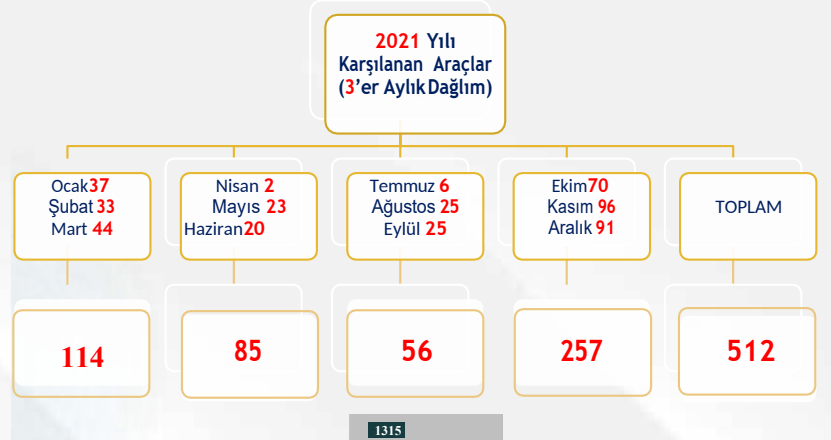 2021 Yılı
Karşılanan Araçlar
(3’er Aylık Dağlım)
Ocak37
Şubat 33
Mart 44
Nisan 2
Mayıs 23
Haziran20
Temmuz 6
Ağustos 25
Eylül 25
Ekim70
Kasım 96
Aralık 91
TOPLAM
114
85
56
257
512
1315